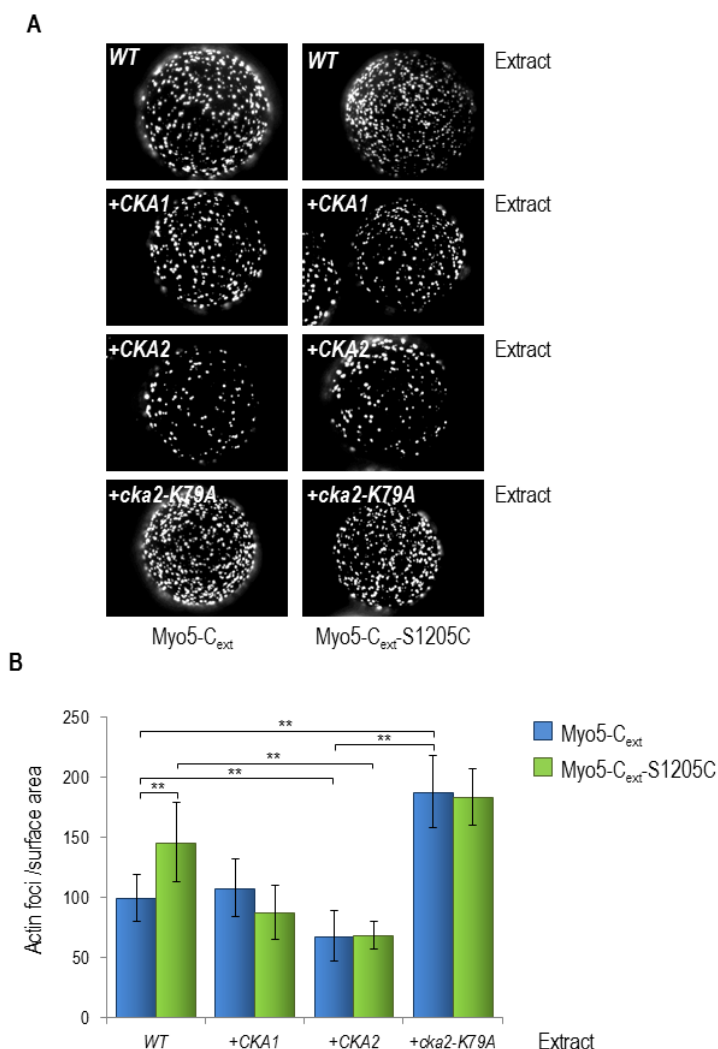 A
WT WT Extract
+CKA1 +CKA1 Extract
+CKA2 +CKA2 Extract
+cka2-K79A +cka2-K79A Extract
Myo5-Cext Myo5-Cext-S1205C
B
250
200
150
100
50
0
Actin foci /surface area
**
**
**
**
**
Myo5-Cext
Myo5-Cext-S1205C
WT +CKA1 +CKA2 +cka2-K79A Extract